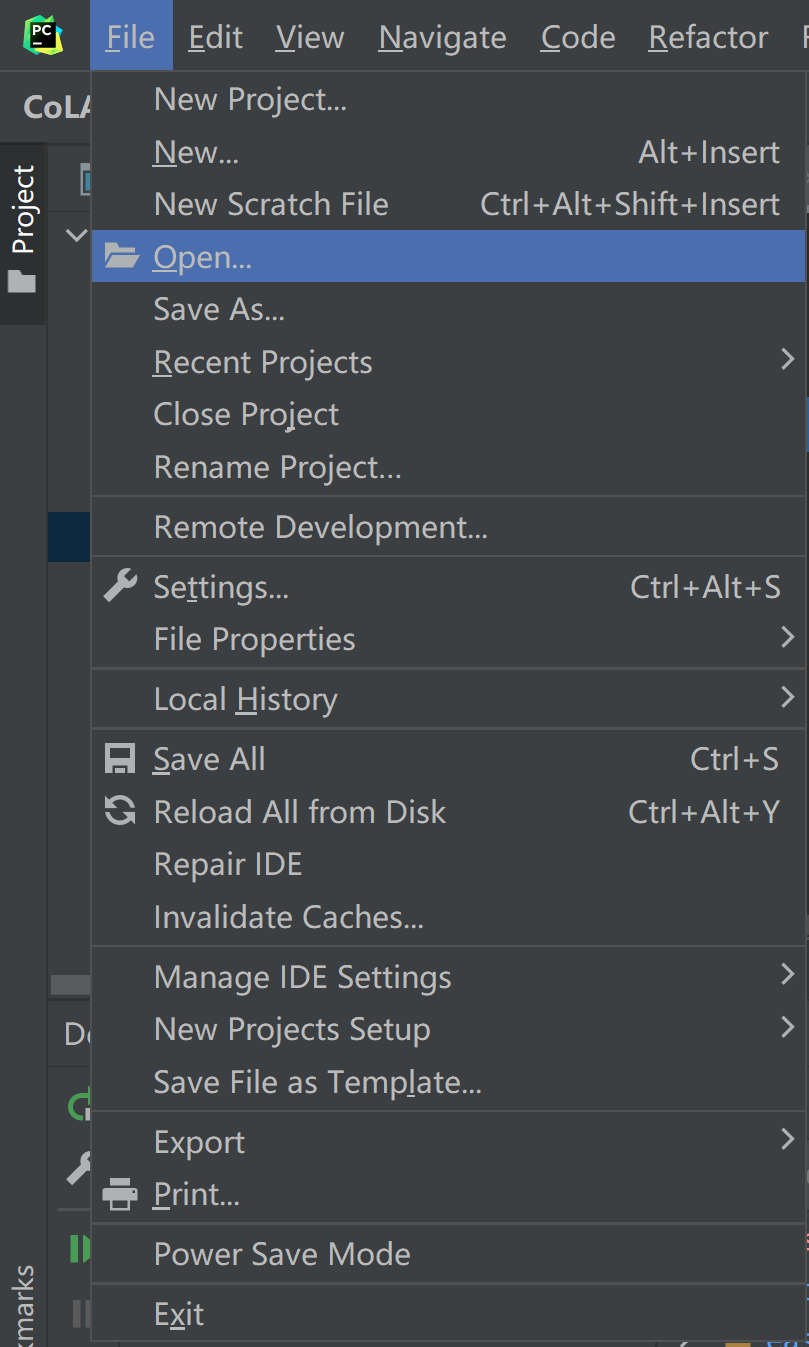 PC
File Edit View Navigate Code Refactor
CoLA
Project
New Project...
New... Alt+Insert
New Scratch File Ctrl+Alt+Shift+Insert
Open...
Save As...
Recent Projects
Close Project
Rename Project...
Remote Development...
Settings... Ctrl+Alt+S
File Properties
Local History
Save All Ctrl+S
Reload All from Disk Ctrl+Alt+Y
Repair IDE
Invalidate Caches...
Manage IDE Settings
New Projects Setup
Save File as Template...
Export
Print...
Power Save Mode
Exit